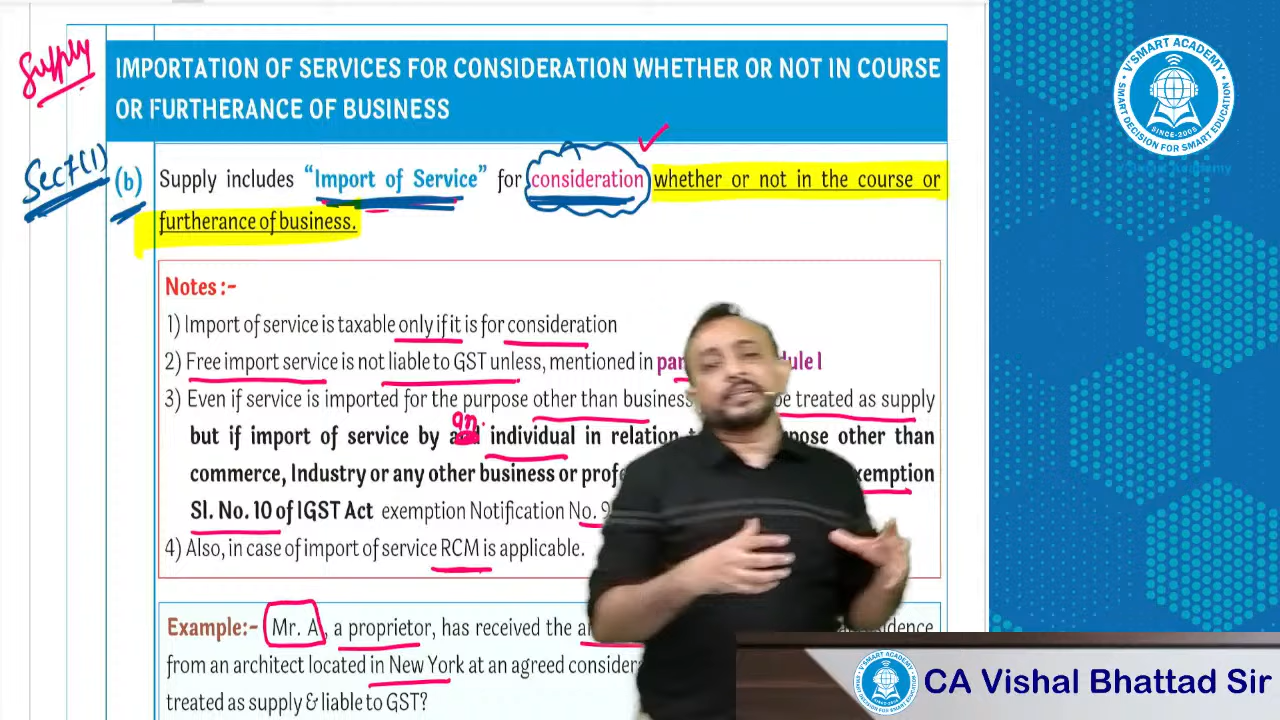 Supply
IMPORTATION OF SERVICES FOR CONSIDERATION WHETHER OR NOT IN COURSE
OR FURTHERANCE OF BUSINESS
Sec 7(1)
(b) Supply includes “Import of Service” for consideration whether or not in the course or
furtherance of business.
Notes :-
1) Import of service is taxable only if it is for consideration
2) Free import service is not liable to GST unless, mentioned in
3) Even if service is imported for the purpose other than business be treated as supply
an
but if import of service by individual in relation other than
commerce, Industry or any other business or
Sl. No. 10 of IGST Act exemption Notification No. 9
4) Also, in case of import of service RCM is applicable.
Example:- Mr. A, a proprietor, has received the
from an architect located in New York at an agreed
treated as supply & liable to GST?
V'SMART ACADEMY
SINCE-2005
SMART DECISION FOR SMART EDUCATION
CA Vishal Bhattad Sir